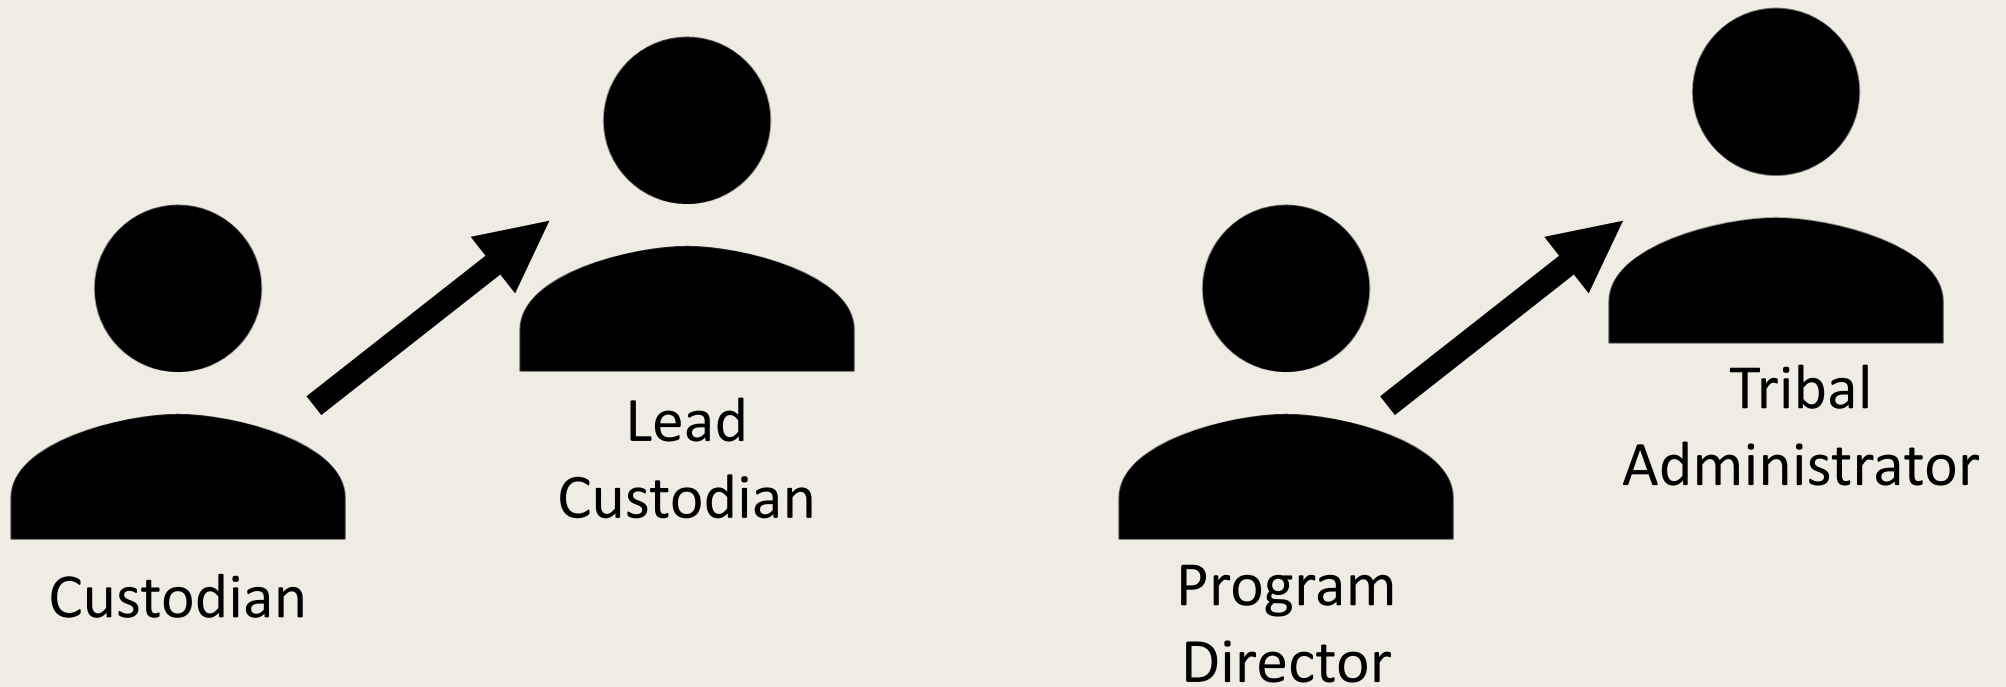 Custodian
Lead
Custodian
Program
Director
Tribal
Administrator